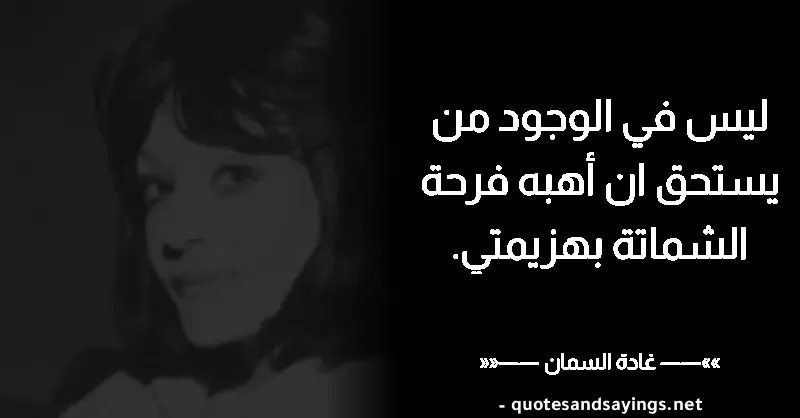 ليس في الوجود من
يستحق ان أهبه فرحة
الشماتة بهزيمتي.
»»——— غادة السمان ———««
- quotesandsayings.net